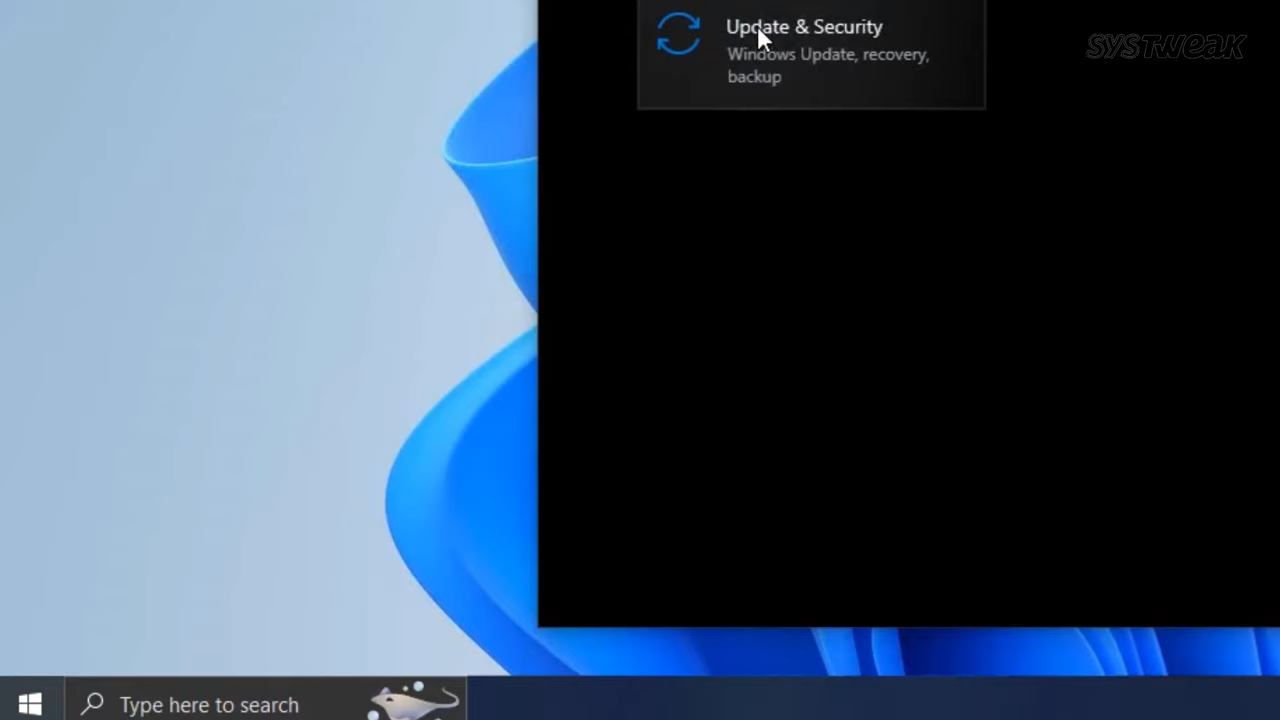 Update & Security
Windows Update, recovery,
backup
SYSTWEAK
Type here to search